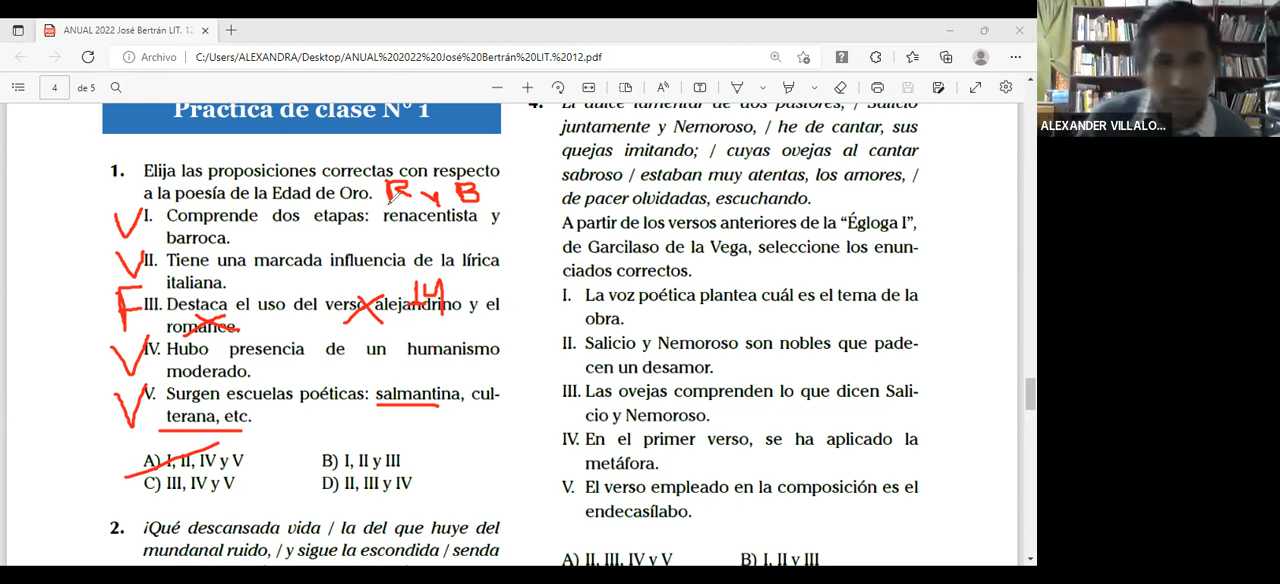 ANUAL 2022 José Bertrán LIT. 12
Archivo
C:/Users/ALEXANDRA/Desktop/ANUAL%202022%20José%20Bertrán%20LIT.%2012.pdf
4
de 5
ALEXANDER VILLALO...
Práctica de clase N° 1
1. Elija las proposiciones correctas con respecto
a la poesía de la Edad de Oro.
R y B
V I. Comprende dos etapas: renacentista y
barroca.
V II. Tiene una marcada influencia de la lírica
italiana.
14
F III. Destaca el uso del verso alejandrino y el
romance.
V IV. Hubo presencia de un humanismo
moderado.
V V. Surgen escuelas poéticas: salmantina, cul-
terana, etc.
A) I, II, IV y V B) I, II y III
C) III, IV y V D) II, III y IV
2. ¡Qué descansada vida / la del que huye del
mundanal ruido, / y sigue la escondida / senda
4. El dulce lamentar de dos pastores, / Salicio
juntamente y Nemoroso, / he de cantar, sus
quejas imitando; / cuyas ovejas al cantar
sabroso / estaban muy atentas, los amores, /
de pacer olvidadas, escuchando.
A partir de los versos anteriores de la “Égloga I”,
de Garcilaso de la Vega, seleccione los enun-
ciados correctos.
I. La voz poética plantea cuál es el tema de la
obra.
II. Salicio y Nemoroso son nobles que pade-
cen un desamor.
III. Las ovejas comprenden lo que dicen Sali-
cio y Nemoroso.
IV. En el primer verso, se ha aplicado la
metáfora.
V. El verso empleado en la composición es el
endecasílabo.
A) II, III, IV y V B) I, II y III